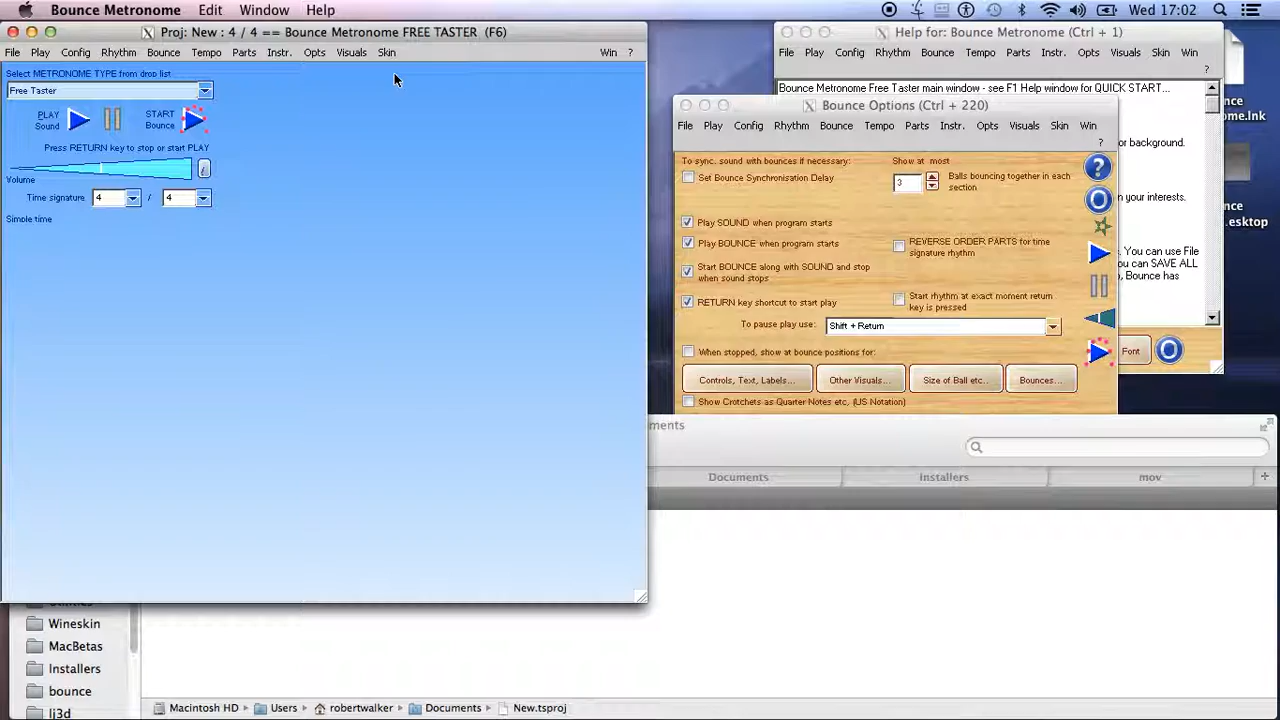 Bounce Metronome Edit Window Help Wed 17:02
Proj: New : 4 / 4 == Bounce Metronome FREE TASTER (F6)
File Play Config Rhythm Bounce Tempo Parts Instr. Opts Visuals Skin Win ?
Select METRONOME TYPE from drop list
Free Taster
PLAY Sound
START Bounce
Press RETURN key to stop or start PLAY
Volume
Time signature 4 / 4
Simple time
Help for: Bounce Metronome (Ctrl + 1)
File Play Config Rhythm Bounce Tempo Parts Instr. Opts Visuals Skin Win
?
Bounce Metronome Free Taster main window - see F1 Help window for QUICK START...
or background.
n your interests.
. You can use File
ou can SAVE ALL
p, Bounce has
Font
Bounce Options (Ctrl + 220)
File Play Config Rhythm Bounce Tempo Parts Instr. Opts Visuals Skin Win
?
To sync. sound with bounces if necessary:
Set Bounce Synchronisation Delay
Show at most
3 Balls bouncing together in each
section
Play SOUND when program starts
Play BOUNCE when program starts
REVERSE ORDER PARTS for time
signature rhythm
Start BOUNCE along with SOUND and stop
when sound stops
RETURN key shortcut to start play
Start rhythm at exact moment return
key is pressed
To pause play use: Shift + Return
When stopped, show at bounce positions for:
Controls, Text, Labels... Other Visuals... Size of Ball etc.. Bounces...
Show Crotchets as Quarter Notes etc, (US Notation)
unce
ome.lnk
unce
.esktop
ments
Documents Installers mov +
Wineskin
MacBetas
Installers
bounce
lj3d
Macintosh HD Users robertwalker Documents New.tsproj